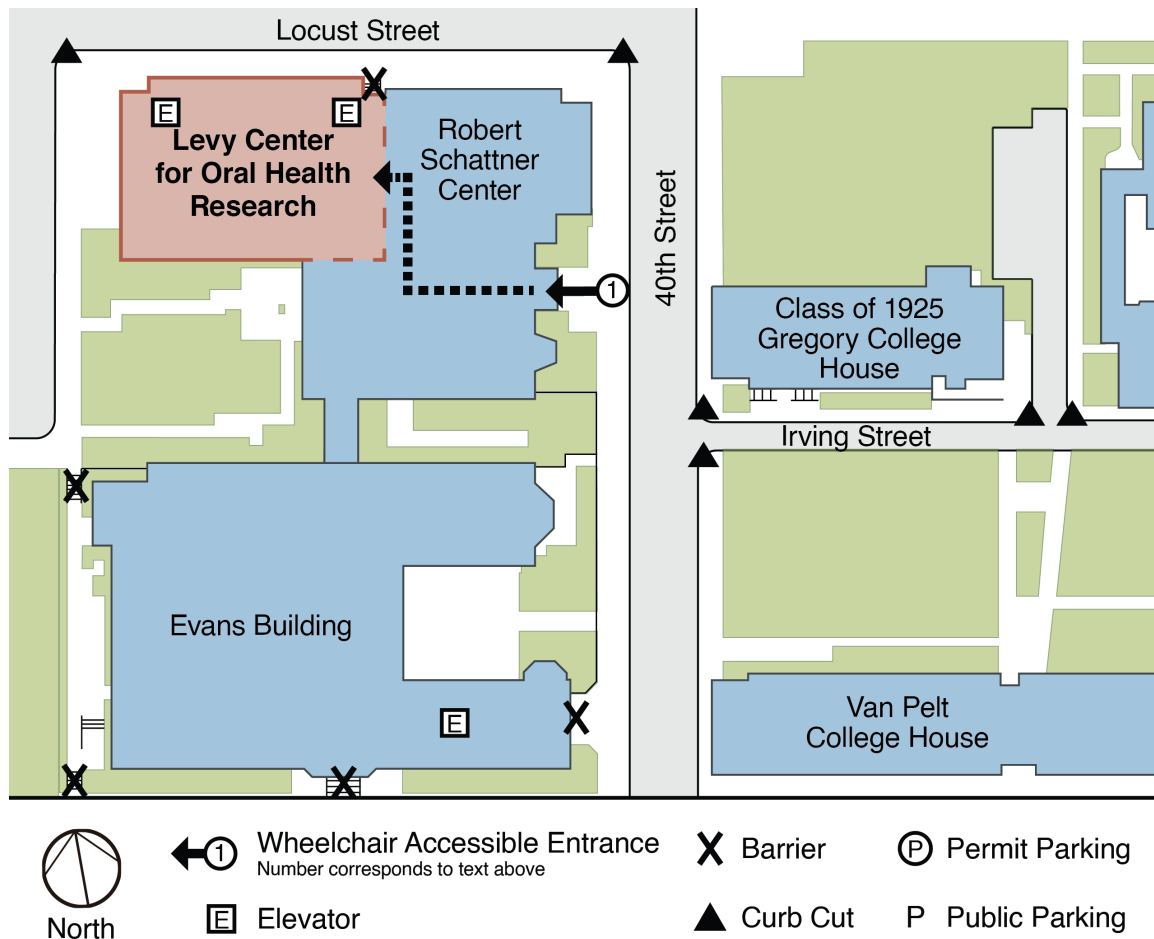 Locust Street
E
E
Levy Center
for Oral Health
Research
Robert
Schattner
Center
40th Street
1
Class of 1925
Gregory College
House
Irving Street
Evans Building
E
Van Pelt
College House
North
1
Wheelchair Accessible Entrance
Number corresponds to text above
E
Elevator
Barrier
Curb Cut
P
Permit Parking
P
Public Parking